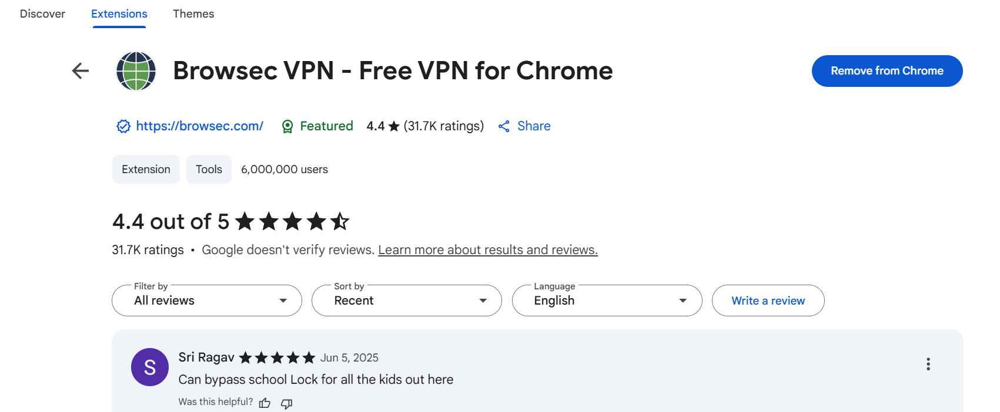 Discover Extensions Themes
Browsec VPN - Free VPN for Chrome
Remove from Chrome
https://browsec.com/ Featured 4.4 ★ (31.7K ratings) Share
Extension Tools 6,000,000 users
4.4 out of 5
31.7K ratings • Google doesn't verify reviews. Learn more about results and reviews.
Filter by Sort by Language
All reviews Recent English Write a review
S
Sri Ragav Jun 5, 2025
Can bypass school Lock for all the kids out here
Was this helpful?